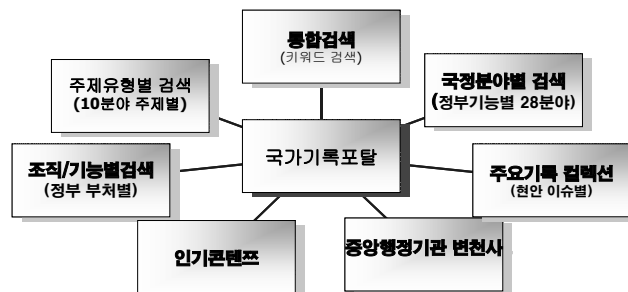 통합검색
(키워드 검색)
주제유형별 검색
(10분야 주제별)
국정분야별 검색
(정부기능별 28분야)
국가기록포탈
조직/기능별검색
(정부 부처별)
주요기록 컬렉션
(현안 이슈별)
인기콘텐쯔
중앙행정기관 변천사